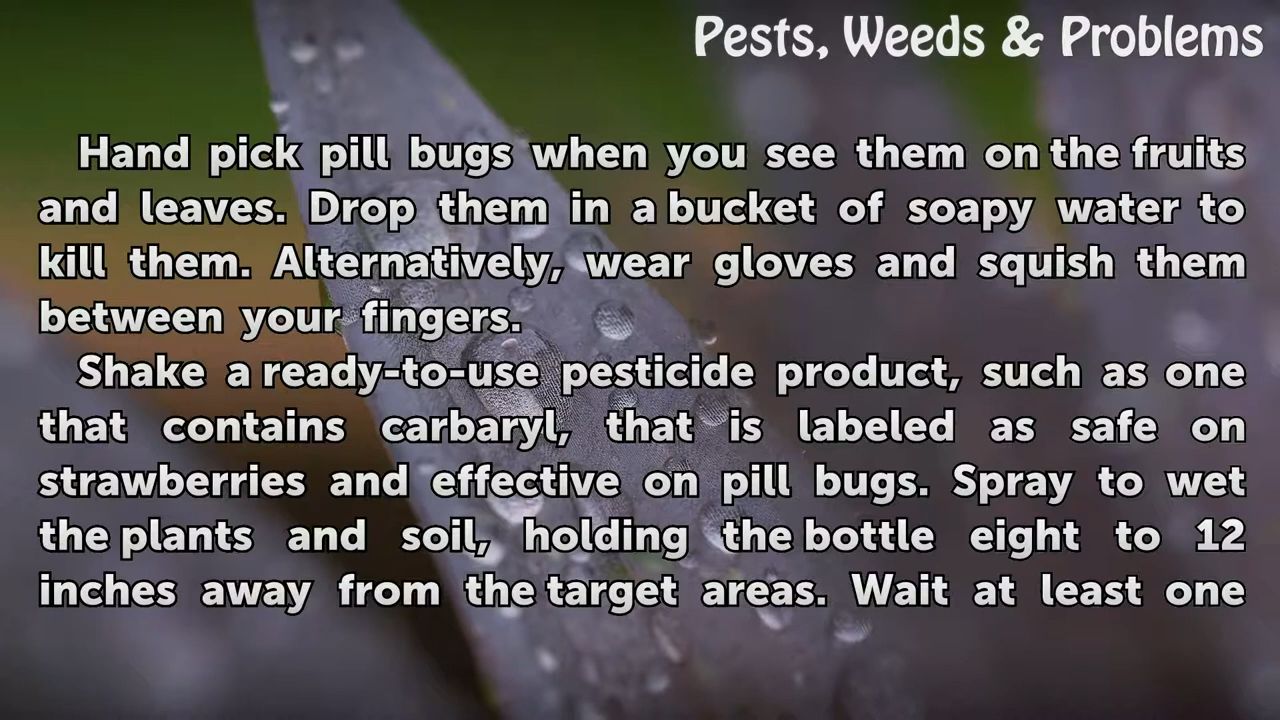 Pests, Weeds & Problems
Hand pick pill bugs when you see them on the fruits
and leaves. Drop them in a bucket of soapy water to
kill them. Alternatively, wear gloves and squish them
between your fingers.
Shake a ready-to-use pesticide product, such as one
that contains carbaryl, that is labeled as safe on
strawberries and effective on pill bugs. Spray to wet
the plants and soil, holding the bottle eight to 12
inches away from the target areas. Wait at least one